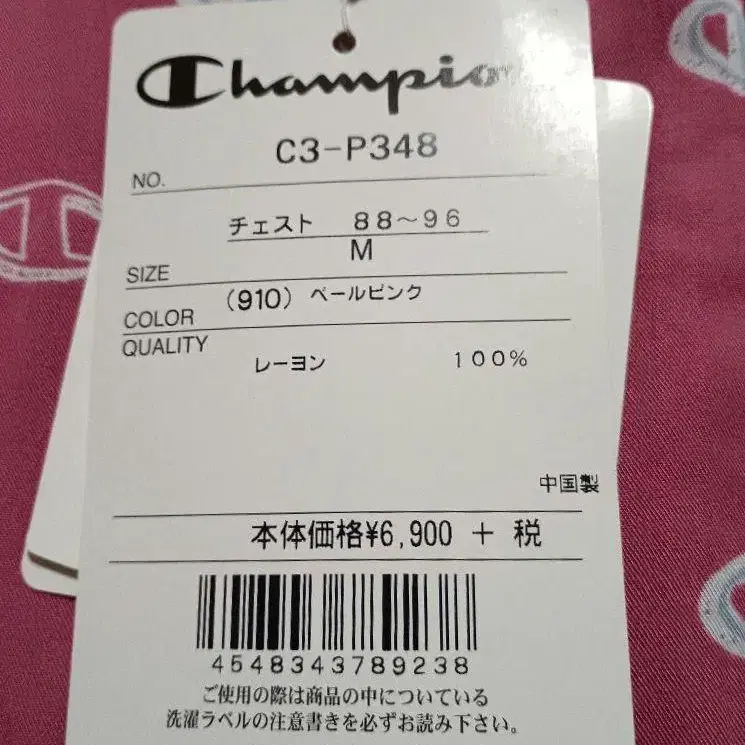 Champion
C3-P348
NO.
チェスト 88～96
M
SIZE
(910) ペールピンク
COLOR
QUALITY
レーヨン 100%
中国製
本体価格¥6,900 + 税
4548343789238
ご使用の際は商品の中についている
洗濯ラベルの注意書きを必ずお読み下さい。